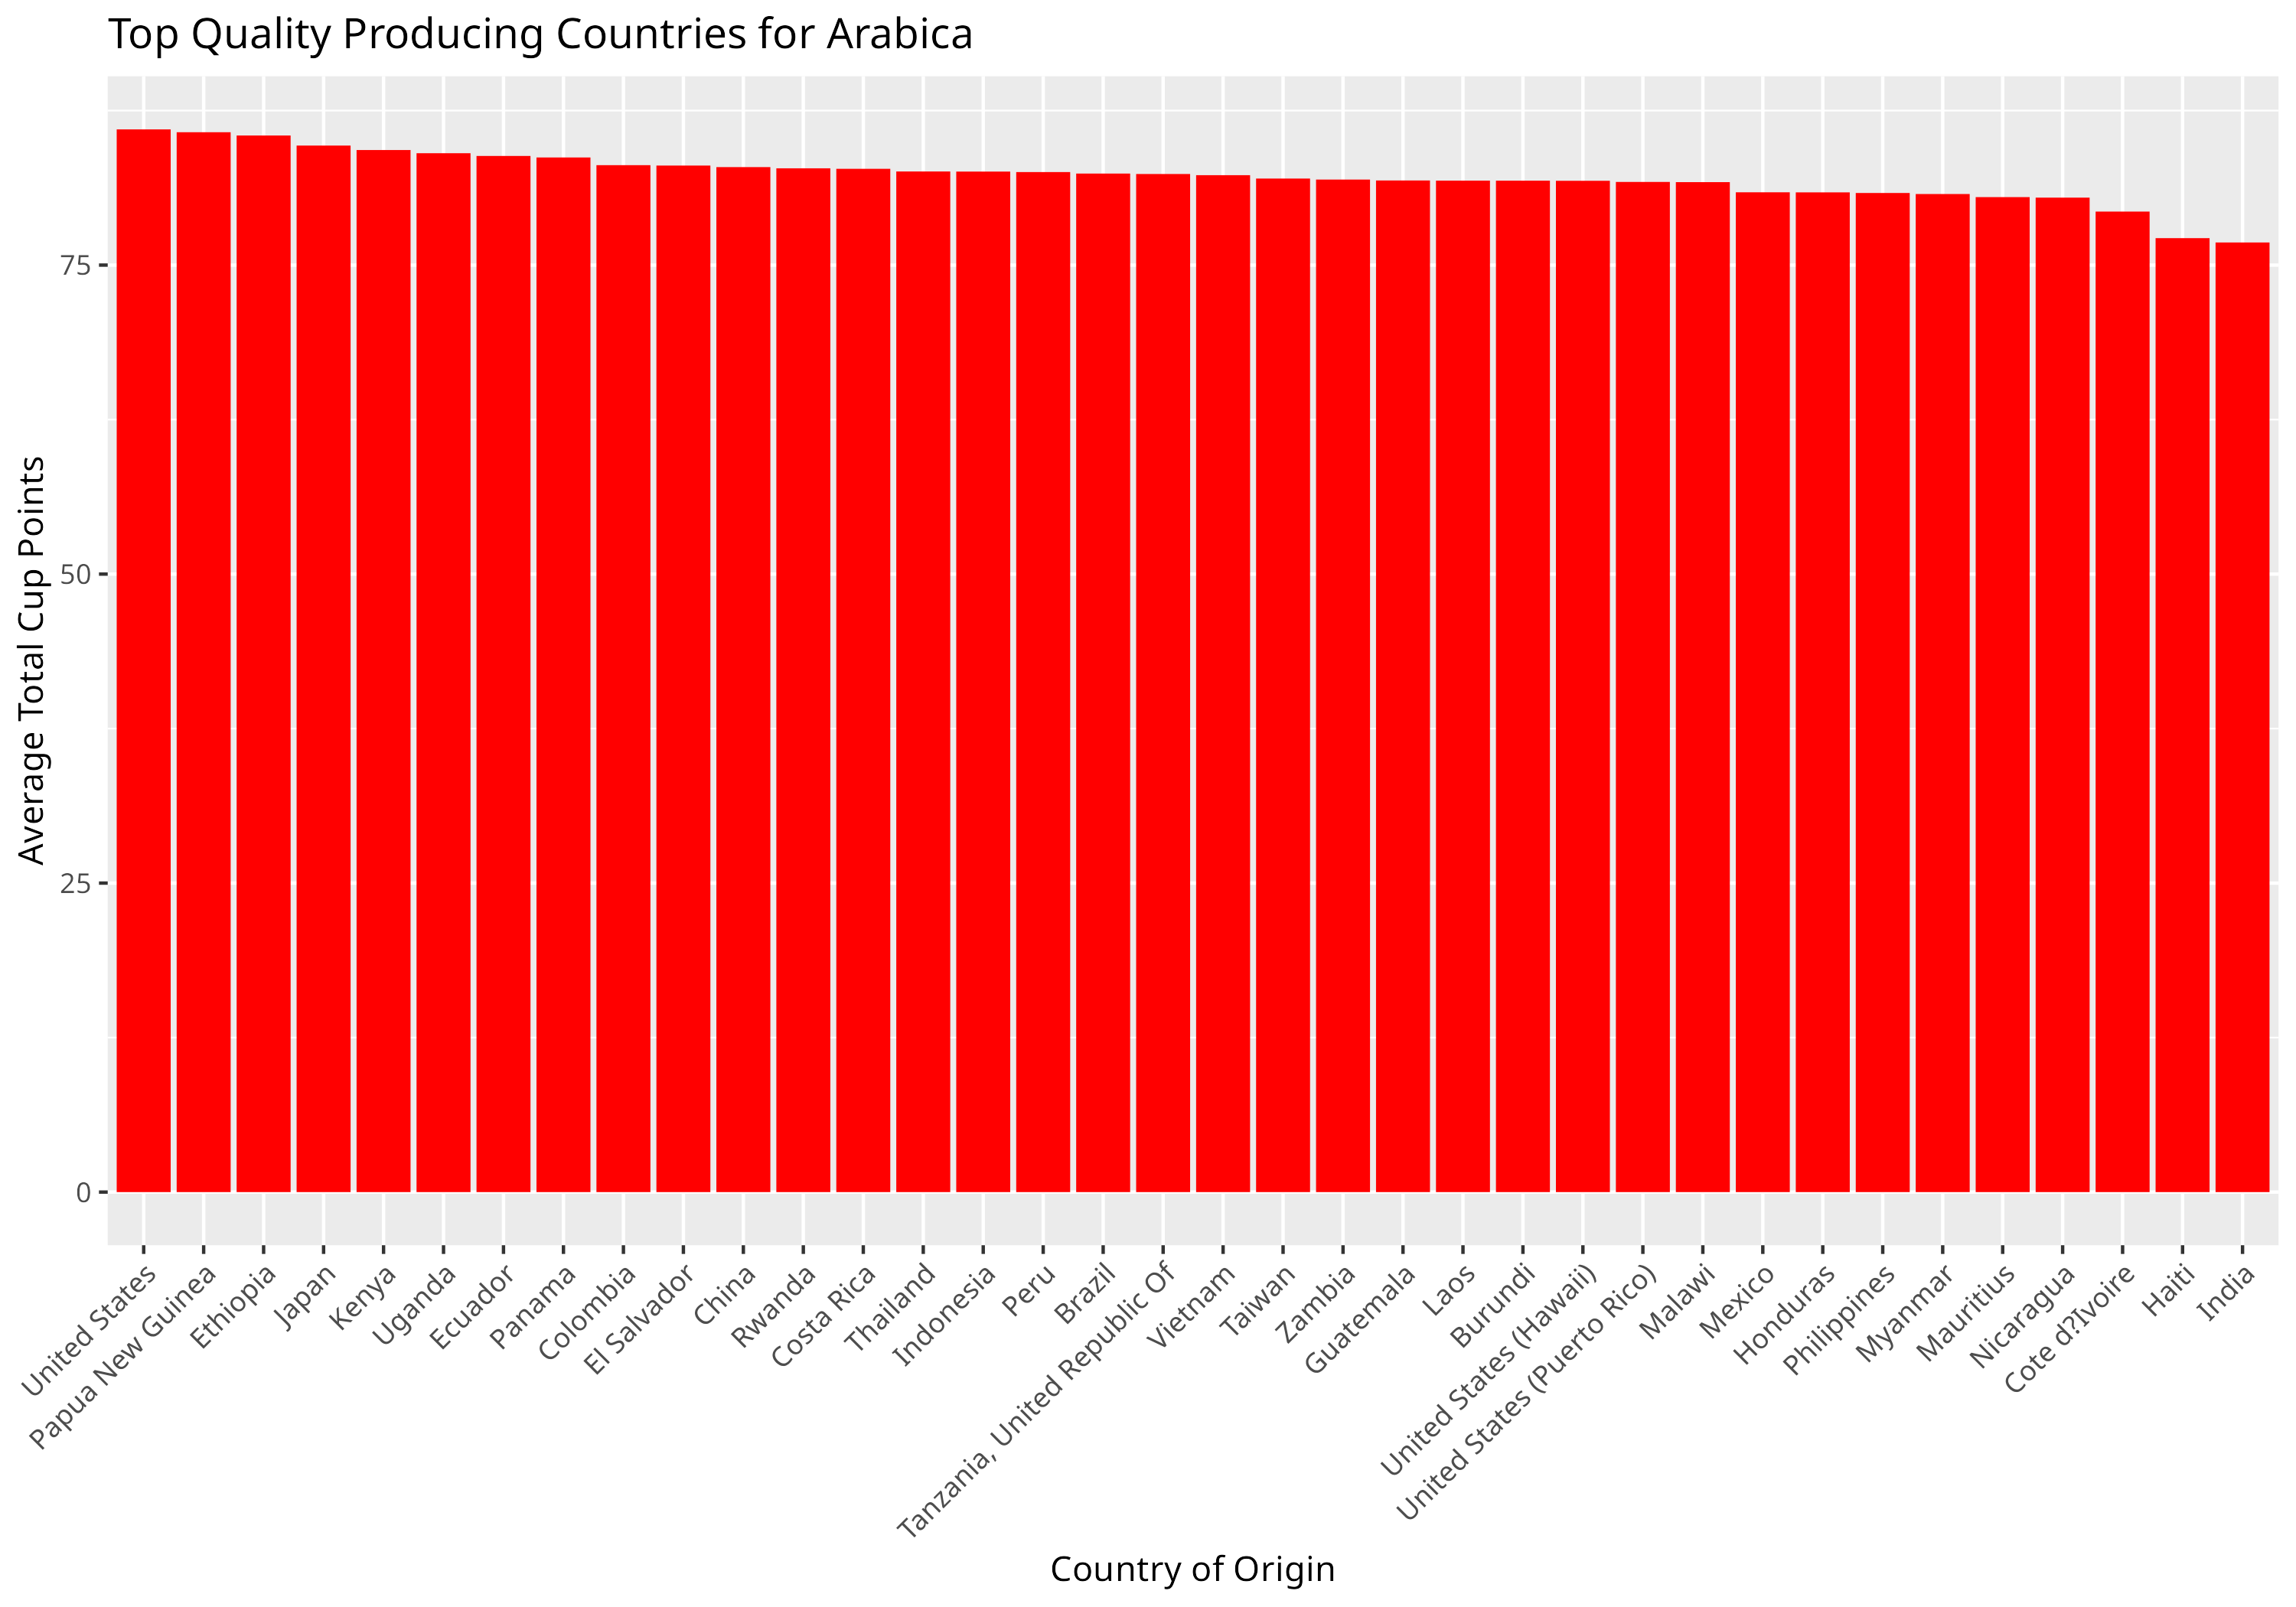 Top Quality Producing Countries for Arabica
Average Total Cup Points
75
50
25
0
United States
Papua New Guinea
Ethiopia
Japan
Kenya
Uganda
Ecuador
Panama
Colombia
El Salvador
China
Rwanda
Costa Rica
Thailand
Indonesia
Peru
Brazil
Tanzania, United Republic Of
Vietnam
Taiwan
Zambia
Guatemala
Laos
Burundi
United States (Hawaii)
United States (Puerto Rico)
Malawi
Mexico
Honduras
Philippines
Myanmar
Mauritius
Nicaragua
Cote d?Ivoire
Haiti
India
Country of Origin